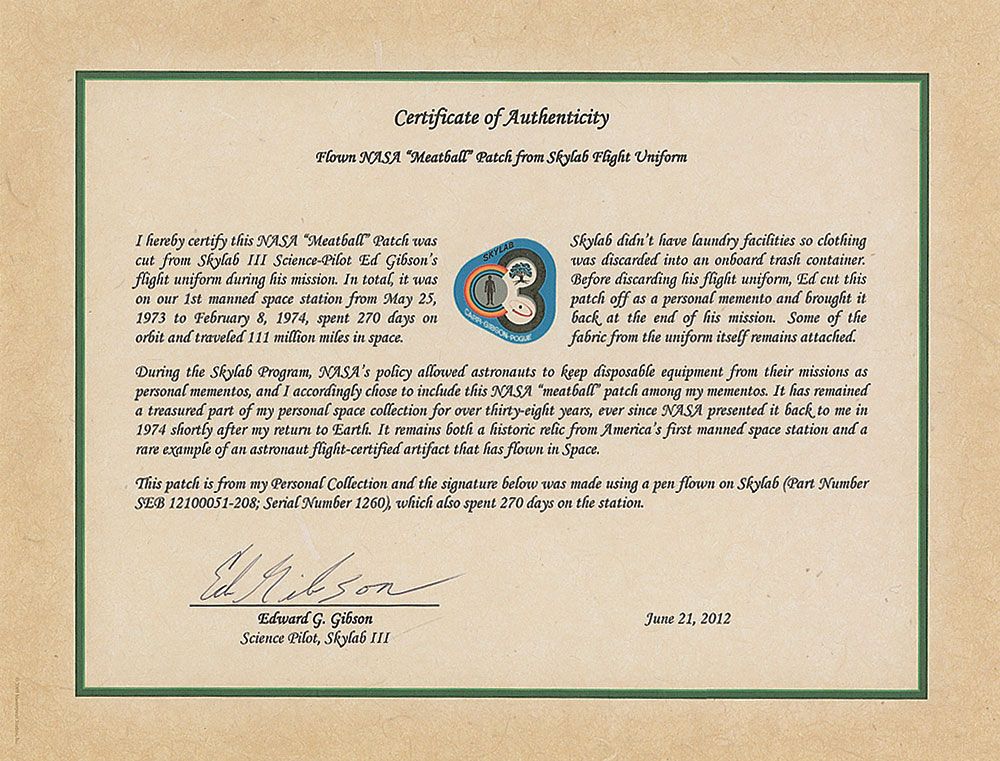 Certificate of Authenticity
Flown NASA "Meatball" Patch from Skylab Flight Uniform
I hereby certify this NASA "Meatball" Patch was
cut from Skylab III Science-Pilot Ed Gibson's
flight uniform during his mission. In total, it was
on our 1st manned space station from May 25,
1973 to February 8, 1974, spent 270 days on
orbit and traveled 111 million miles in space.
SKYLAB
CARR·GIBSON·POGUE
Skylab didn't have laundry facilities so clothing
was discarded into an onboard trash container.
Before discarding his flight uniform, Ed cut this
patch off as a personal memento and brought it
back at the end of his mission. Some of the
fabric from the uniform itself remains attached.
During the Skylab Program, NASA's policy allowed astronauts to keep disposable equipment from their missions as
personal mementos, and I accordingly chose to include this NASA "meatball" patch among my mementos. It has remained
a treasured part of my personal space collection for over thirty-eight years, ever since NASA presented it back to me in
1974 shortly after my return to Earth. It remains both a historic relic from America's first manned space station and a
rare example of an astronaut flight-certified artifact that has flown in Space.
This patch is from my Personal Collection and the signature below was made using a pen flown on Skylab (Part Number
SEB 12100051-208; Serial Number 1260), which also spent 270 days on the station.
Ed Gibson
Edward G. Gibson
Science Pilot, Skylab III
June 21, 2012